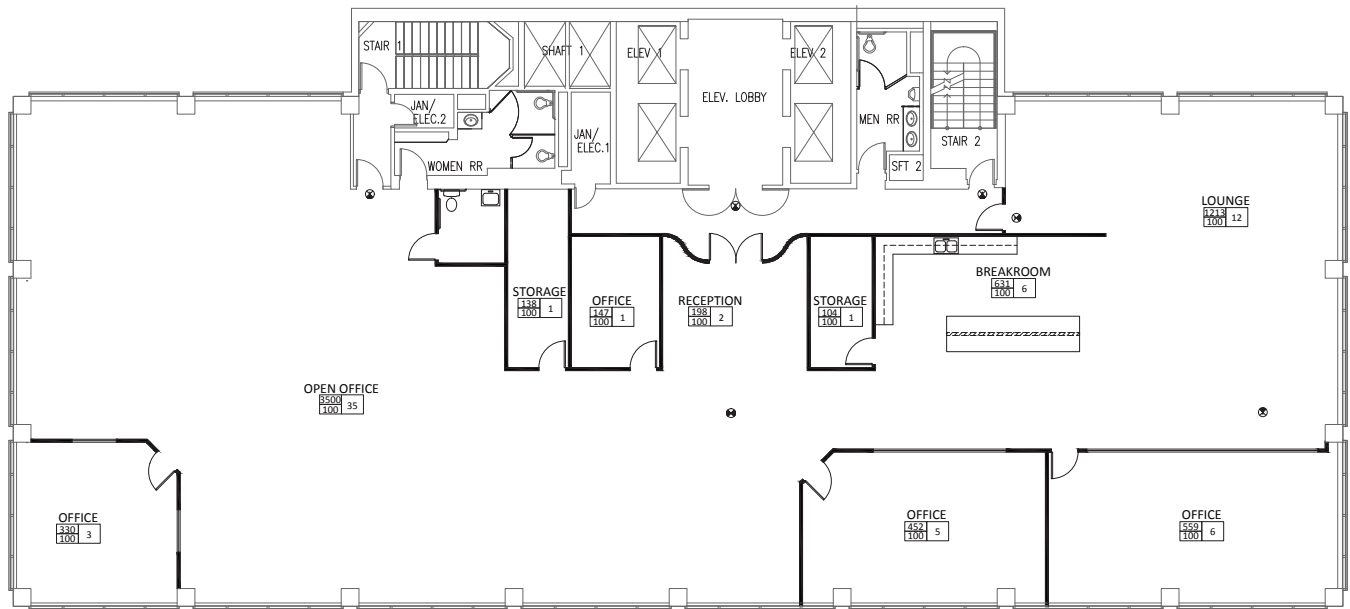 STAIR 1
SHAFT 1
ELEV 1
ELEV. LOBBY
ELEV 2
JAN/
ELEC.2
WOMEN RR
JAN/
ELEC.1
MEN RR
SFT 2
STAIR 2
LOUNGE
1213
100
12
BREAKROOM
631
100
6
STORAGE
138
100
1
OFFICE
147
100
1
RECEPTION
198
100
2
STORAGE
104
100
1
OPEN OFFICE
3500
100
35
OFFICE
330
100
3
OFFICE
452
100
5
OFFICE
559
100
6